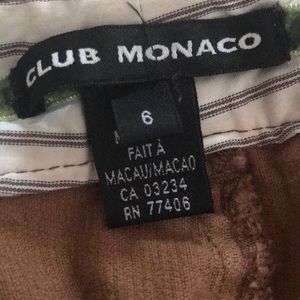 CLUB MONACO
6
FAIT À
MACAU/MACAO
CA 03234
RN 77406